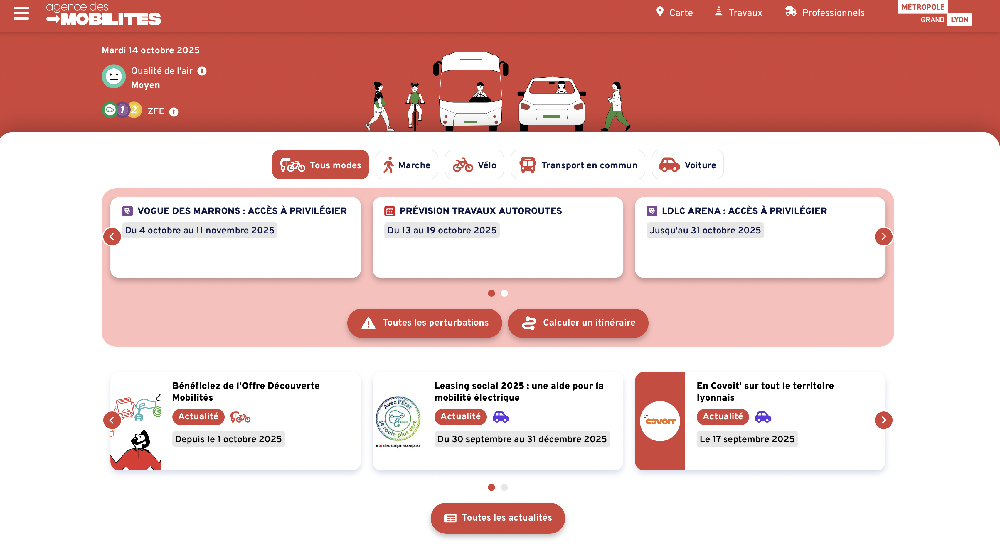 agence des
MOBILITES
Carte
Travaux
Professionnels
MÉTROPOLE
GRAND LYON
Mardi 14 octobre 2025
Qualité de l'air
Moyen
1 2 ZFE
Tous modes
Marche
Vélo
Transport en commun
Voiture
VOGUE DES MARRONS : ACCÈS À PRIVILÉGIER
Du 4 octobre au 11 novembre 2025
PRÉVISION TRAVAUX AUTOROUTES
Du 13 au 19 octobre 2025
LDLC ARENA : ACCÈS À PRIVILÉGIER
Jusqu'au 31 octobre 2025
Toutes les perturbations
Calculer un itinéraire
Bénéficiez de l'Offre Découverte
Mobilités
Actualité
Depuis le 1 octobre 2025
Avec l'État
LEASING
je roule plus vert
RÉPUBLIQUE FRANÇAISE
Leasing social 2025 : une aide pour la
mobilité électrique
Actualité
Du 30 septembre au 31 décembre 2025
en
COVOIT
En Covoit' sur tout le territoire
lyonnais
Actualité
Le 17 septembre 2025
Toutes les actualités